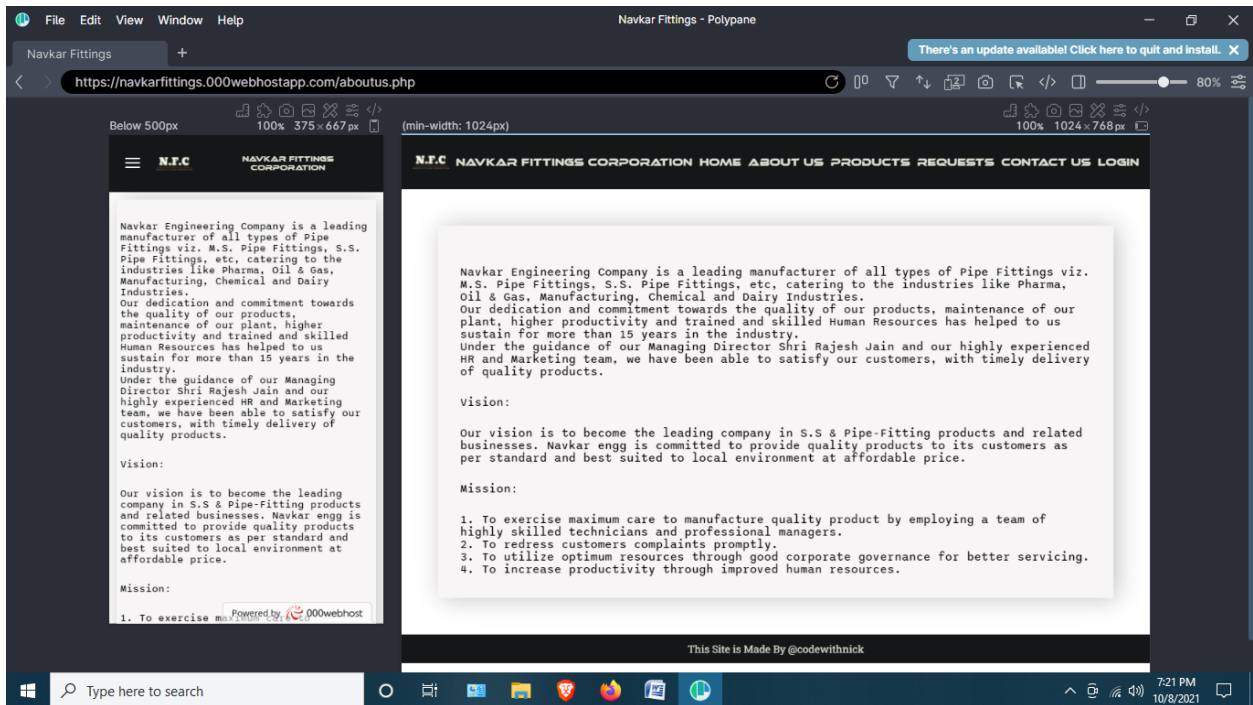 File Edit View Window Help
Navkar Fittings - Polypane
Navkar Fittings
There's an update available! Click here to quit and install. X
https://navkarfittings.000webhostapp.com/aboutus.php
80%
Below 500px
100% 375×667 px
N.F.C
NAVKAR FITTINGS
CORPORATION
Navkar Engineering Company is a leading
manufacturer of all types of Pipe
Fittings viz. M.S. Pipe Fittings, S.S.
Pipe Fittings, etc, catering to the
industries like Pharma, Oil & Gas,
Manufacturing, Chemical and Dairy
Industries.
Our dedication and commitment towards
the quality of our products,
maintenance of our plant, higher
productivity and trained and skilled
Human Resources has helped to us
sustain for more than 15 years in the
industry.
Under the guidance of our Managing
Director Shri Rajesh Jain and our
highly experienced HR and Marketing
team, we have been able to satisfy our
customers, with timely delivery of
quality products.
Vision:
Our vision is to become the leading
company in S.S & Pipe-Fitting products
and related businesses. Navkar engg is
committed to provide quality products
to its customers as per standard and
best suited to local environment at
affordable price.
Mission:
1. To exercise maximum care to
Powered by 000webhost
(min-width: 1024px)
100% 1024×768 px
N.F.C NAVKAR FITTINGS CORPORATION HOME ABOUT US PRODUCTS REQUESTS CONTACT US LOGIN
Navkar Engineering Company is a leading manufacturer of all types of Pipe Fittings viz.
M.S. Pipe Fittings, S.S. Pipe Fittings, etc, catering to the industries like Pharma,
Oil & Gas, Manufacturing, Chemical and Dairy Industries.
Our dedication and commitment towards the quality of our products, maintenance of our
plant, higher productivity and trained and skilled Human Resources has helped to us
sustain for more than 15 years in the industry.
Under the guidance of our Managing Director Shri Rajesh Jain and our highly experienced
HR and Marketing team, we have been able to satisfy our customers, with timely delivery
of quality products.
Vision:
Our vision is to become the leading company in S.S & Pipe-Fitting products and related
businesses. Navkar engg is committed to provide quality products to its customers as
per standard and best suited to local environment at affordable price.
Mission:
1. To exercise maximum care to manufacture quality product by employing a team of
highly skilled technicians and professional managers.
2. To redress customers complaints promptly.
3. To utilize optimum resources through good corporate governance for better servicing.
4. To increase productivity through improved human resources.
This Site is Made By @codewithnick
Type here to search
7:21 PM
10/8/2021